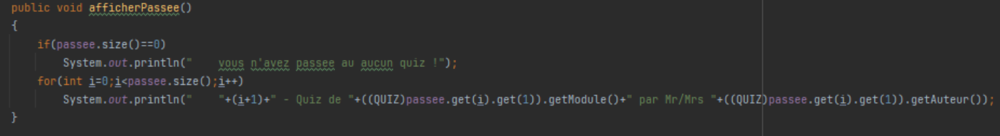 public void afficherPassee()
{
    if(passee.size()==0)
        System.out.println("    vous n'avez passee au aucun quiz !");
    for(int i=0;i<passee.size();i++)
        System.out.println("    "+(i+1)+" - Quiz de "+((QUIZ)passee.get(i).get(1)).getModule()+" par Mr/Mrs "+((QUIZ)passee.get(i).get(1)).getAuteur());
}